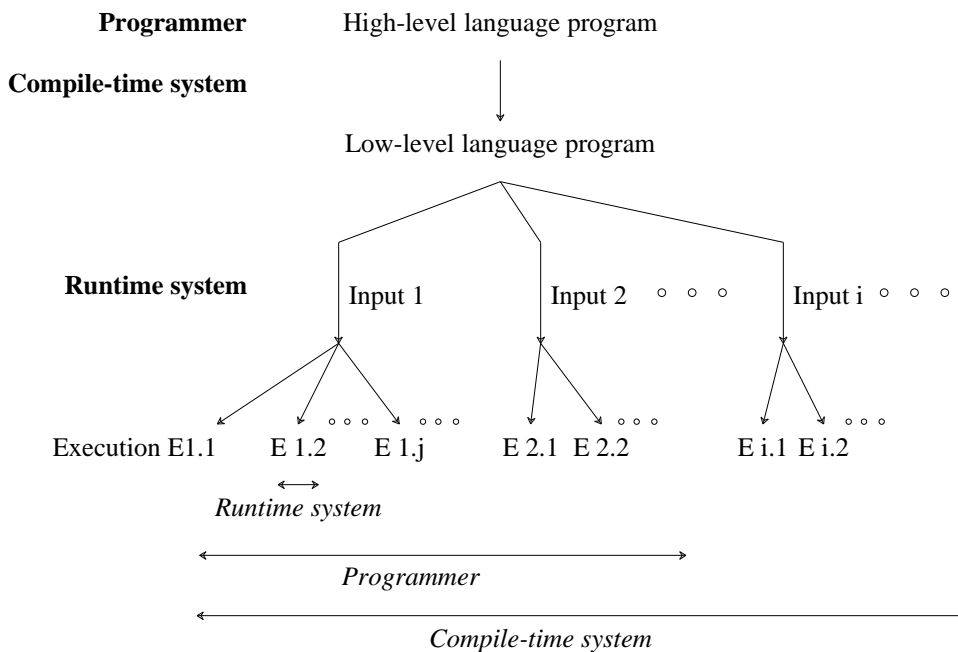 Programmer High-level language program
Compile-time system
Low-level language program
Runtime system Input 1 Input 2 Input i
Execution E1.1 E 1.2 E 1.j E 2.1 E 2.2 E i.1 E i.2
Runtime system
Programmer
Compile-time system